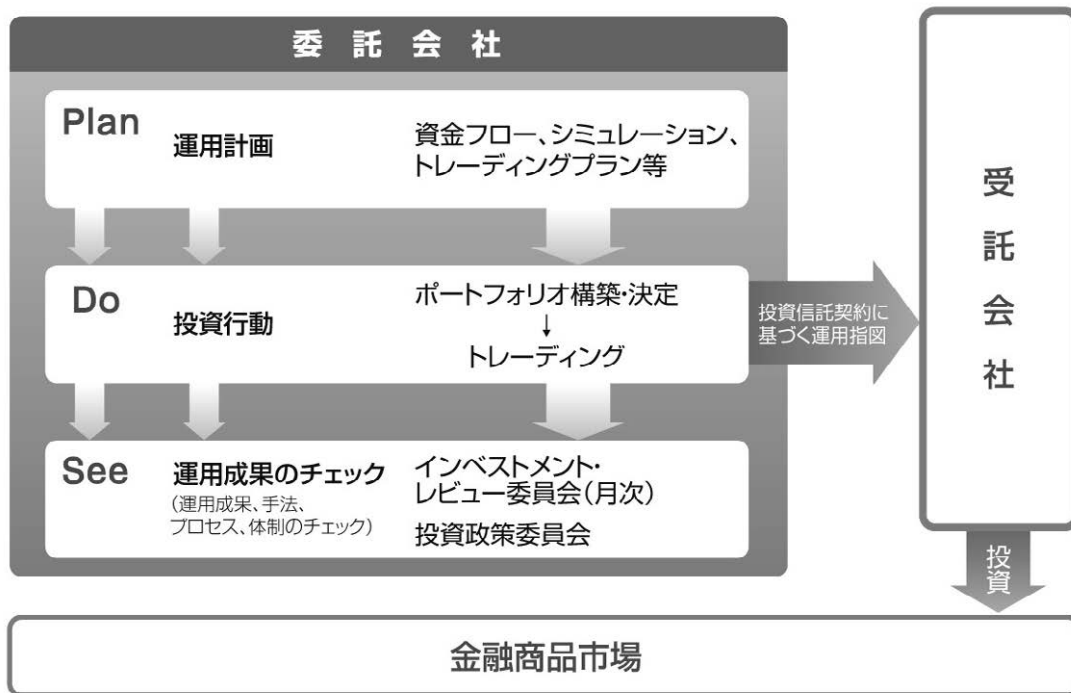 委託会社
Plan
運用計画
資金フロー、シミュレーション、
トレーディングプラン等
Do
投資行動
ポートフォリオ構築・決定
↓
トレーディング
See
運用成果のチェック
(運用成果、手法、
プロセス、体制のチェック)
インベストメント・
レビュー委員会(月次)
投資政策委員会
投資信託契約に
基づく運用指図
受託会社
投資
金融商品市場